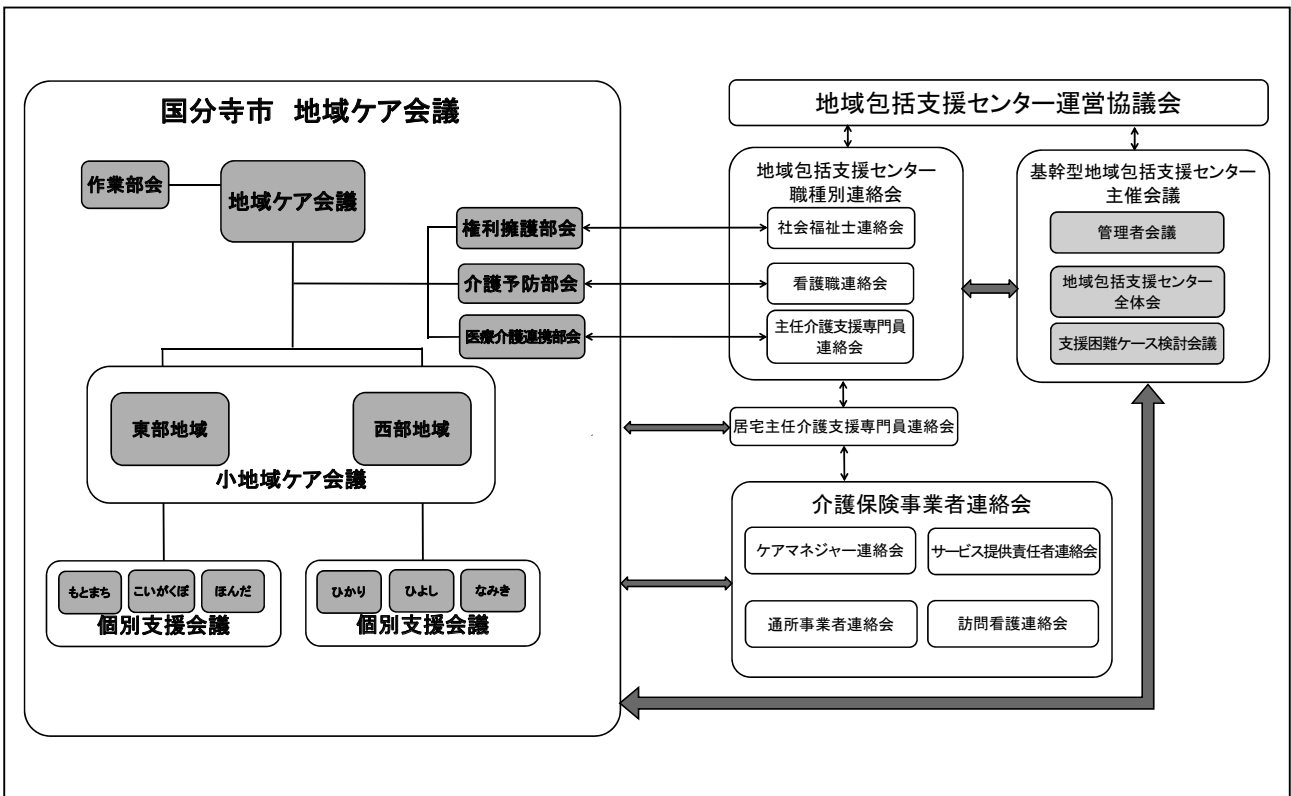 国分寺市 地域ケア会議
作業部会
地域ケア会議
権利擁護部会
介護予防部会
医療介護連携部会
東部地域
西部地域
小地域ケア会議
もとまち
こいがくぼ
ほんだ
個別支援会議
ひかり
ひよし
なみき
個別支援会議
地域包括支援センター運営協議会
地域包括支援センター
職種別連絡会
社会福祉士連絡会
看護職連絡会
主任介護支援専門員
連絡会
基幹型地域包括支援センター
主催会議
管理者会議
地域包括支援センター
全体会
支援困難ケース検討会議
居宅主任介護支援専門員連絡会
介護保険事業者連絡会
ケアマネジャー連絡会
サービス提供責任者連絡会
通所事業者連絡会
訪問看護連絡会